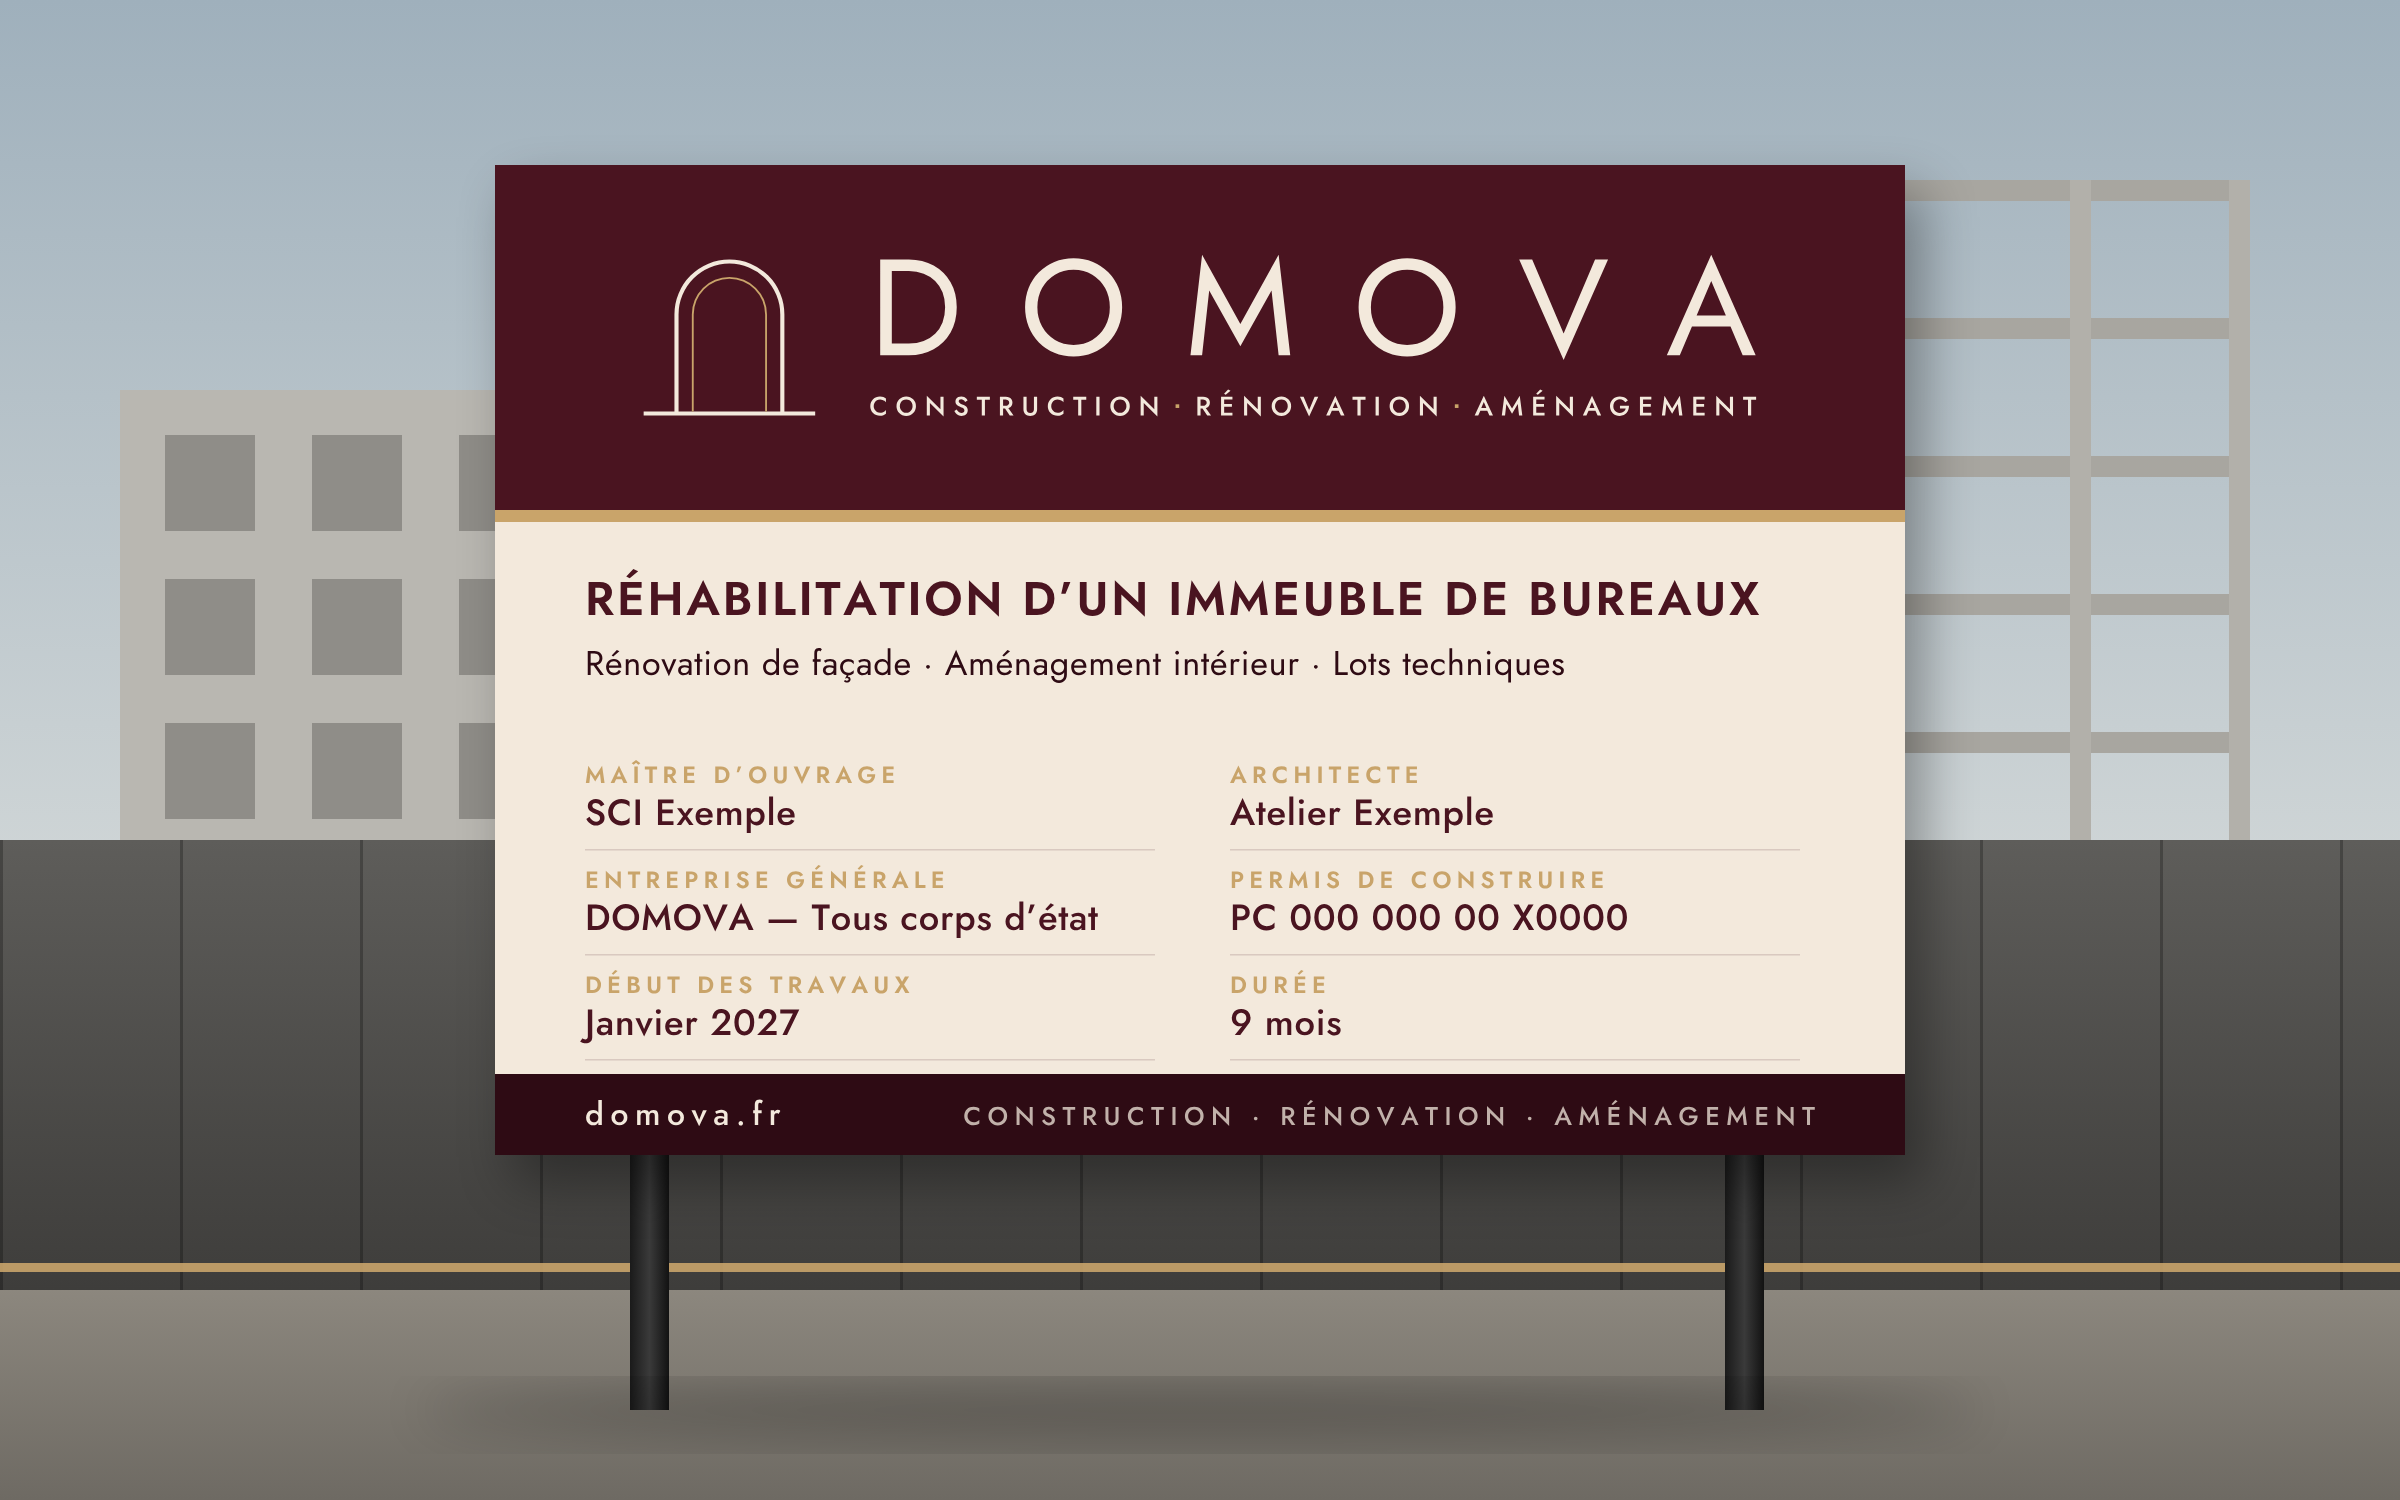 DOMOVA
CONSTRUCTION · RÉNOVATION · AMÉNAGEMENT
RÉHABILITATION D’UN IMMEUBLE DE BUREAUX
Rénovation de façade · Aménagement intérieur · Lots techniques
MAÎTRE D’OUVRAGE
SCI Exemple
ARCHITECTE
Atelier Exemple
ENTREPRISE GÉNÉRALE
DOMOVA — Tous corps d’état
PERMIS DE CONSTRUIRE
PC 000 000 00 X0000
DÉBUT DES TRAVAUX
Janvier 2027
DURÉE
9 mois
domova.fr
CONSTRUCTION · RÉNOVATION · AMÉNAGEMENT